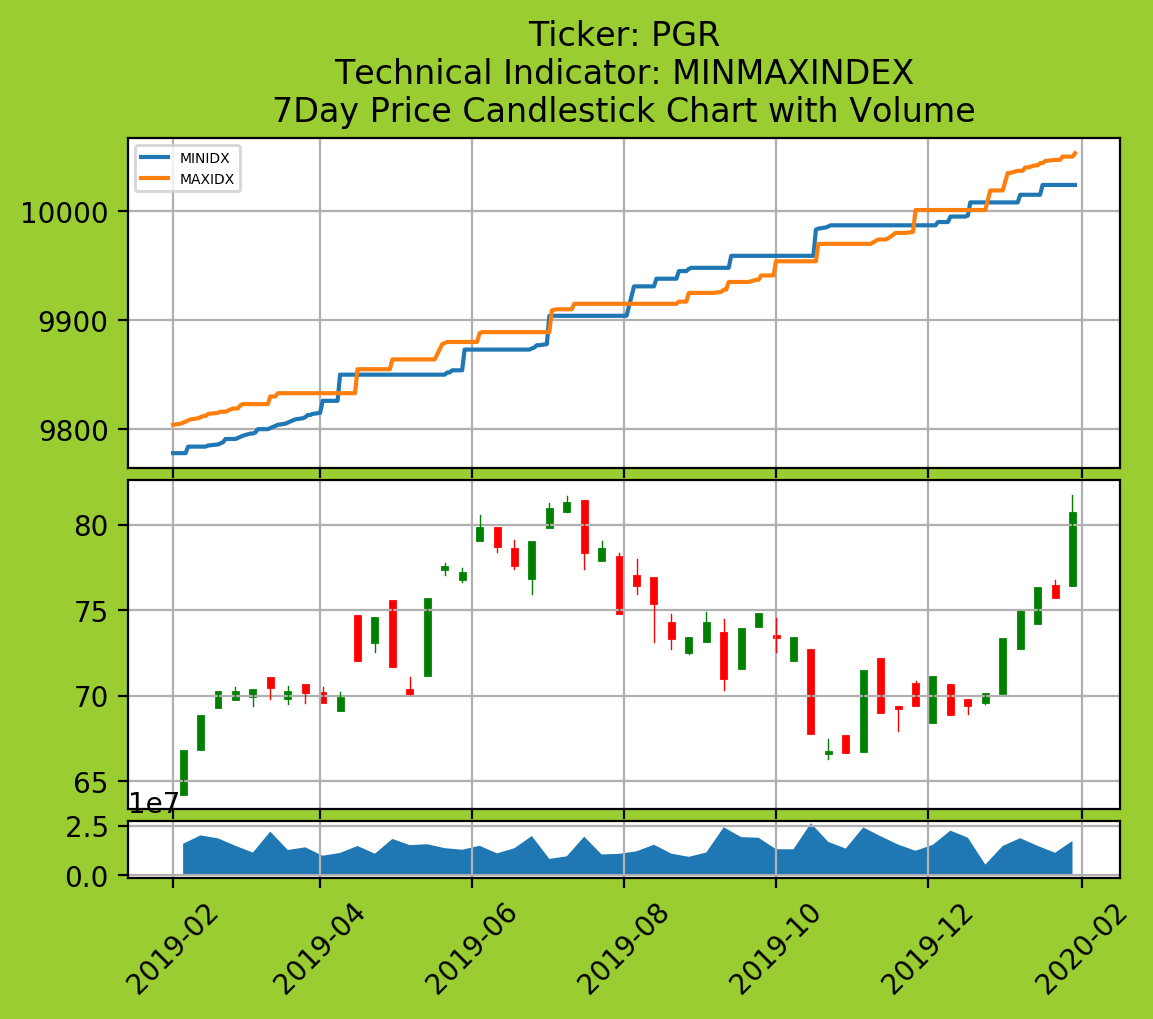 Ticker: PGR
Technical Indicator: MINMAXINDEX
7Day Price Candlestick Chart with Volume
MINIDX
MAXIDX
10000
9900
9800
80
75
70
65
1e7
2.5
0.0
2019-02
2019-04
2019-06
2019-08
2019-10
2019-12
2020-02